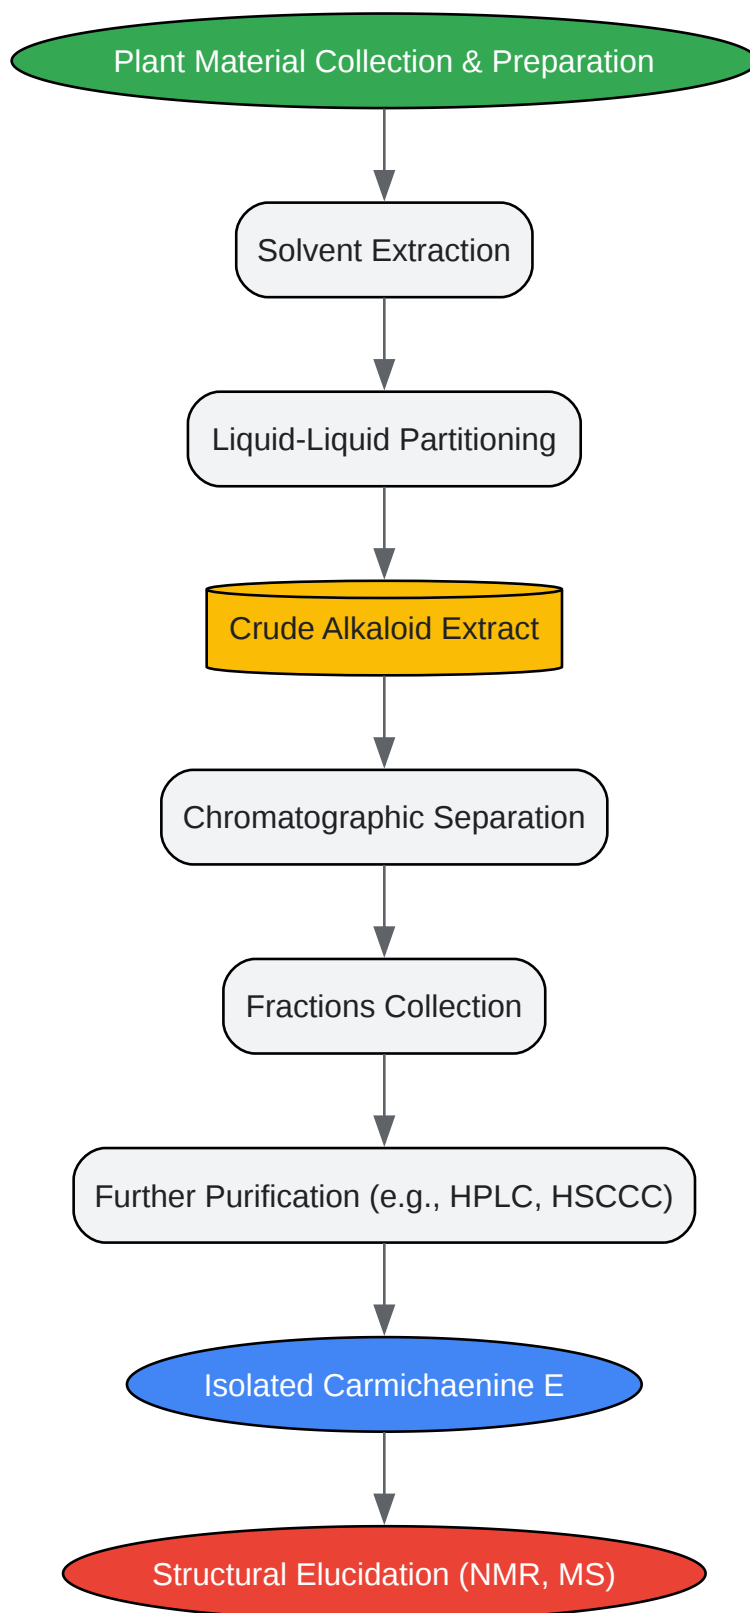 Plant Material Collection & Preparation
Solvent Extraction
Liquid-Liquid Partitioning
Crude Alkaloid Extract
Chromatographic Separation
Fractions Collection
Further Purification (e.g., HPLC, HSCCC)
Isolated Carmichaenine E
Structural Elucidation (NMR, MS)